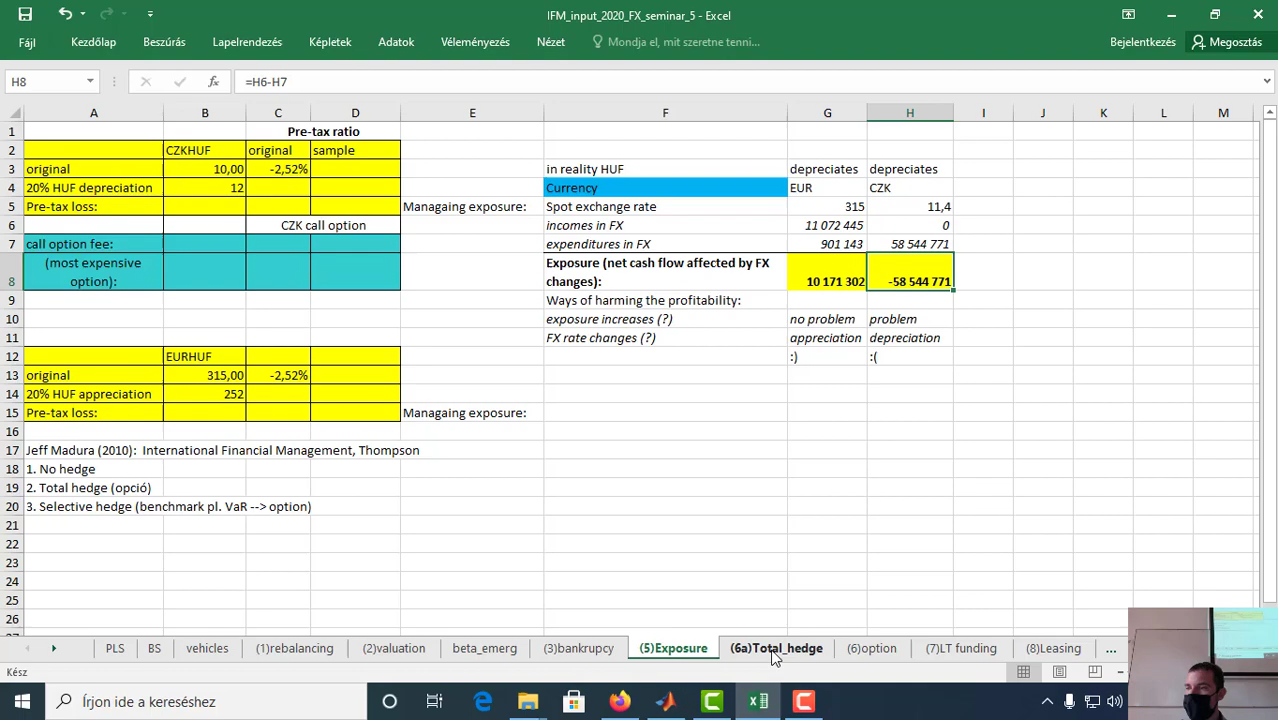 IFM_input_2020_FX_seminar_5 - Excel
Fájl Kezdőlap Beszúrás Lapelrendezés Képletek Adatok Véleményezés Nézet Mondja el, mit szeretne tenni... Bejelentkezés Megosztás
H8 fx =H6-H7
A B C D E F G H I J K L M
1 Pre-tax ratio
2 CZKHUF original sample
3 original 10,00 -2,52% in reality HUF depreciates depreciates
4 20% HUF depreciation 12 Currency EUR CZK
5 Pre-tax loss: Managaing exposure: Spot exchange rate 315 11,4
6 CZK call option incomes in FX 11 072 445 0
7 call option fee: expenditures in FX 901 143 58 544 771
(most expensive Exposure (net cash flow affected by FX
8 option): changes): 10 171 302 -58 544 771
9 Ways of harming the profitability:
10 exposure increases (?) no problem problem
11 FX rate changes (?) appreciation depreciation
12 EURHUF :) :(
13 original 315,00 -2,52%
14 20% HUF appreciation 252
15 Pre-tax loss: Managaing exposure:
16
17 Jeff Madura (2010): International Financial Management, Thompson
18 1. No hedge
19 2. Total hedge (opció)
20 3. Selective hedge (benchmark pl. VaR --> option)
21
22
23
24
25
26
27
PLS BS vehicles (1)rebalancing (2)valuation beta_emerg (3)bankrupcy (5)Exposure (6a)Total_hedge (6)option (7)LT funding (8)Leasing ...
Kész
Írjon ide a kereséshez